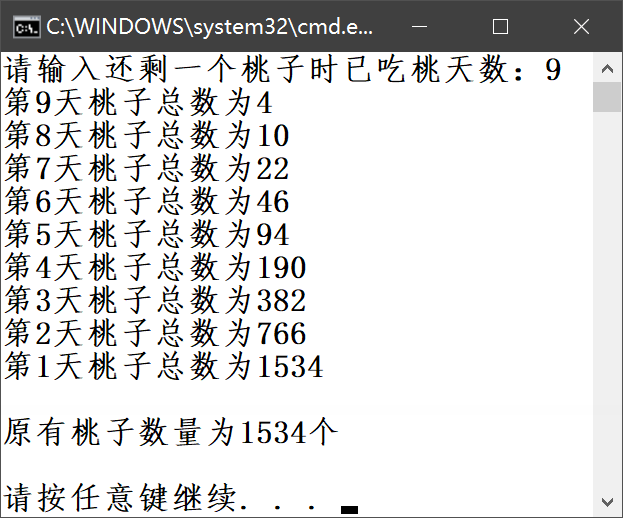 C:\WINDOWS\system32\cmd.e...
请输入还剩一个桃子时已吃桃天数：9
第9天桃子总数为4
第8天桃子总数为10
第7天桃子总数为22
第6天桃子总数为46
第5天桃子总数为94
第4天桃子总数为190
第3天桃子总数为382
第2天桃子总数为766
第1天桃子总数为1534
原有桃子数量为1534个
请按任意键继续. . .